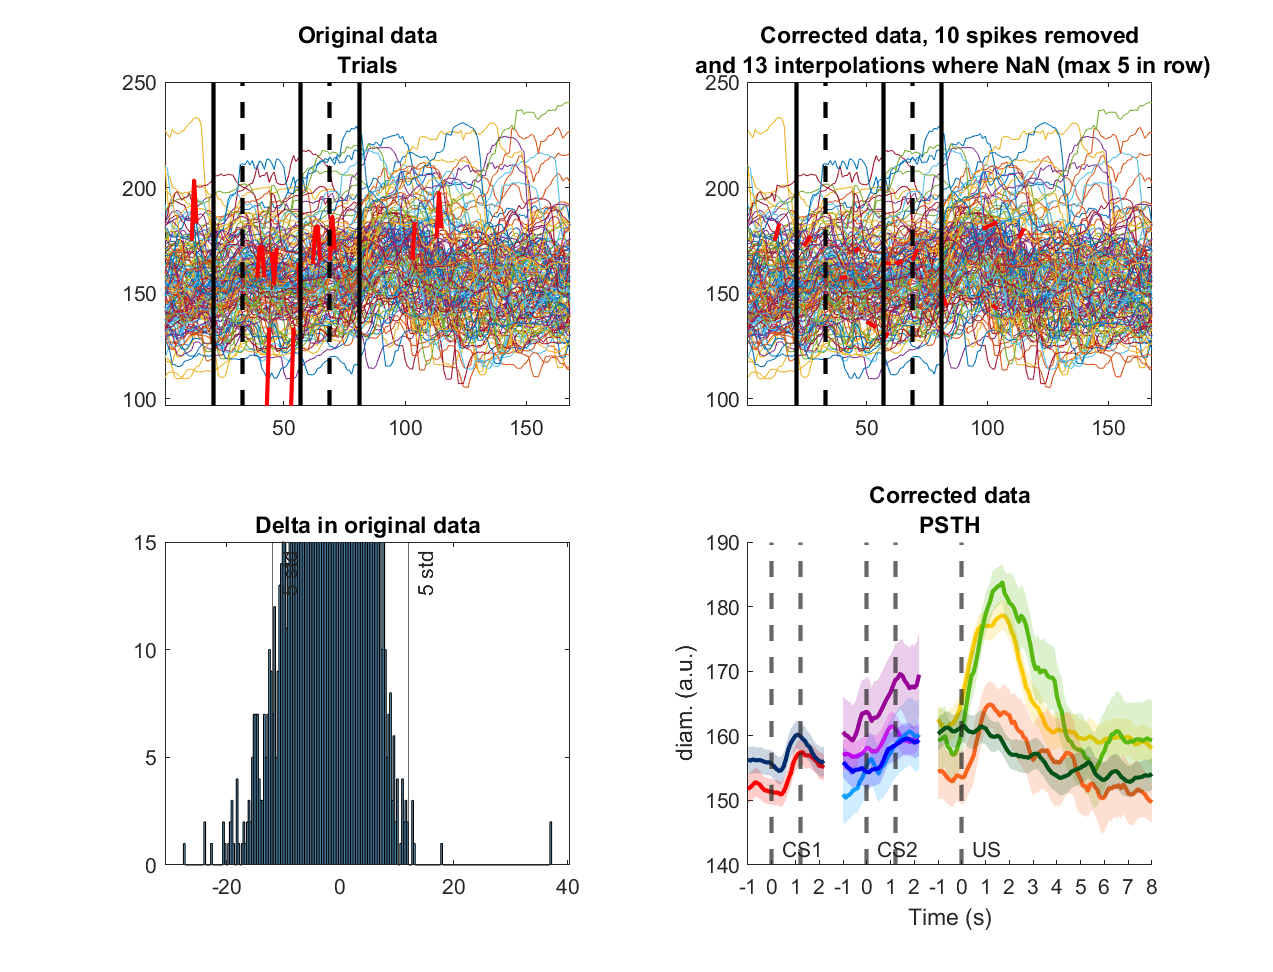 Original data
Trials
250
200
150
100
50
100
150
Corrected data, 10 spikes removed
and 13 interpolations where NaN (max 5 in row)
250
200
150
100
50
100
150
Delta in original data
15
10
5
0
-20
0
20
40
5 std
5 std
Corrected data
PSTH
190
180
170
160
150
140
diam. (a.u.)
CS1
CS2
US
-1 0 1 2 -1 0 1 2 -1 0 1 2 3 4 5 6 7 8
Time (s)